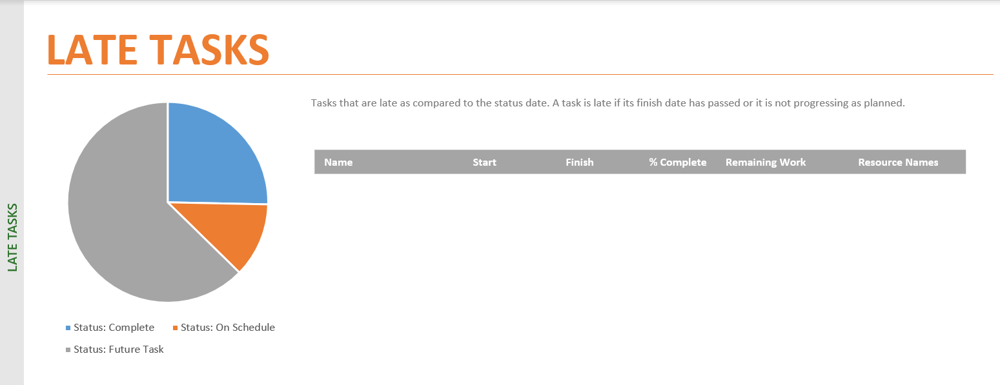 LATE TASKS
LATE TASKS
Tasks that are late as compared to the status date. A task is late if its finish date has passed or it is not progressing as planned.
Name Start Finish % Complete Remaining Work Resource Names
Status: Complete Status: On Schedule
Status: Future Task